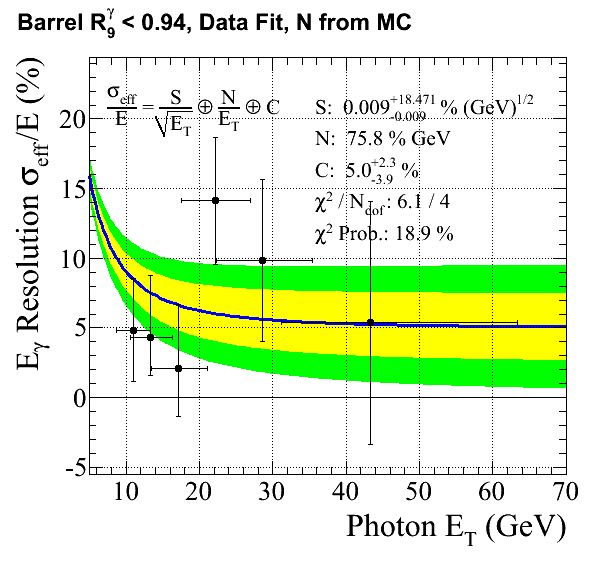 Barrel R₉^γ < 0.94, Data Fit, N from MC
E_γ Resolution σ_eff/E (%)
σ_eff/E = S/√E_T ⊕ N/E_T ⊕ C
S: 0.009 +18.471 -0.009 % (GeV)^1/2
N: 75.8 % GeV
C: 5.0 +2.3 -3.9 %
χ² / N_dof : 6.1 / 4
χ² Prob.: 18.9 %
20
15
10
5
0
-5
10 20 30 40 50 60 70
Photon E_T (GeV)